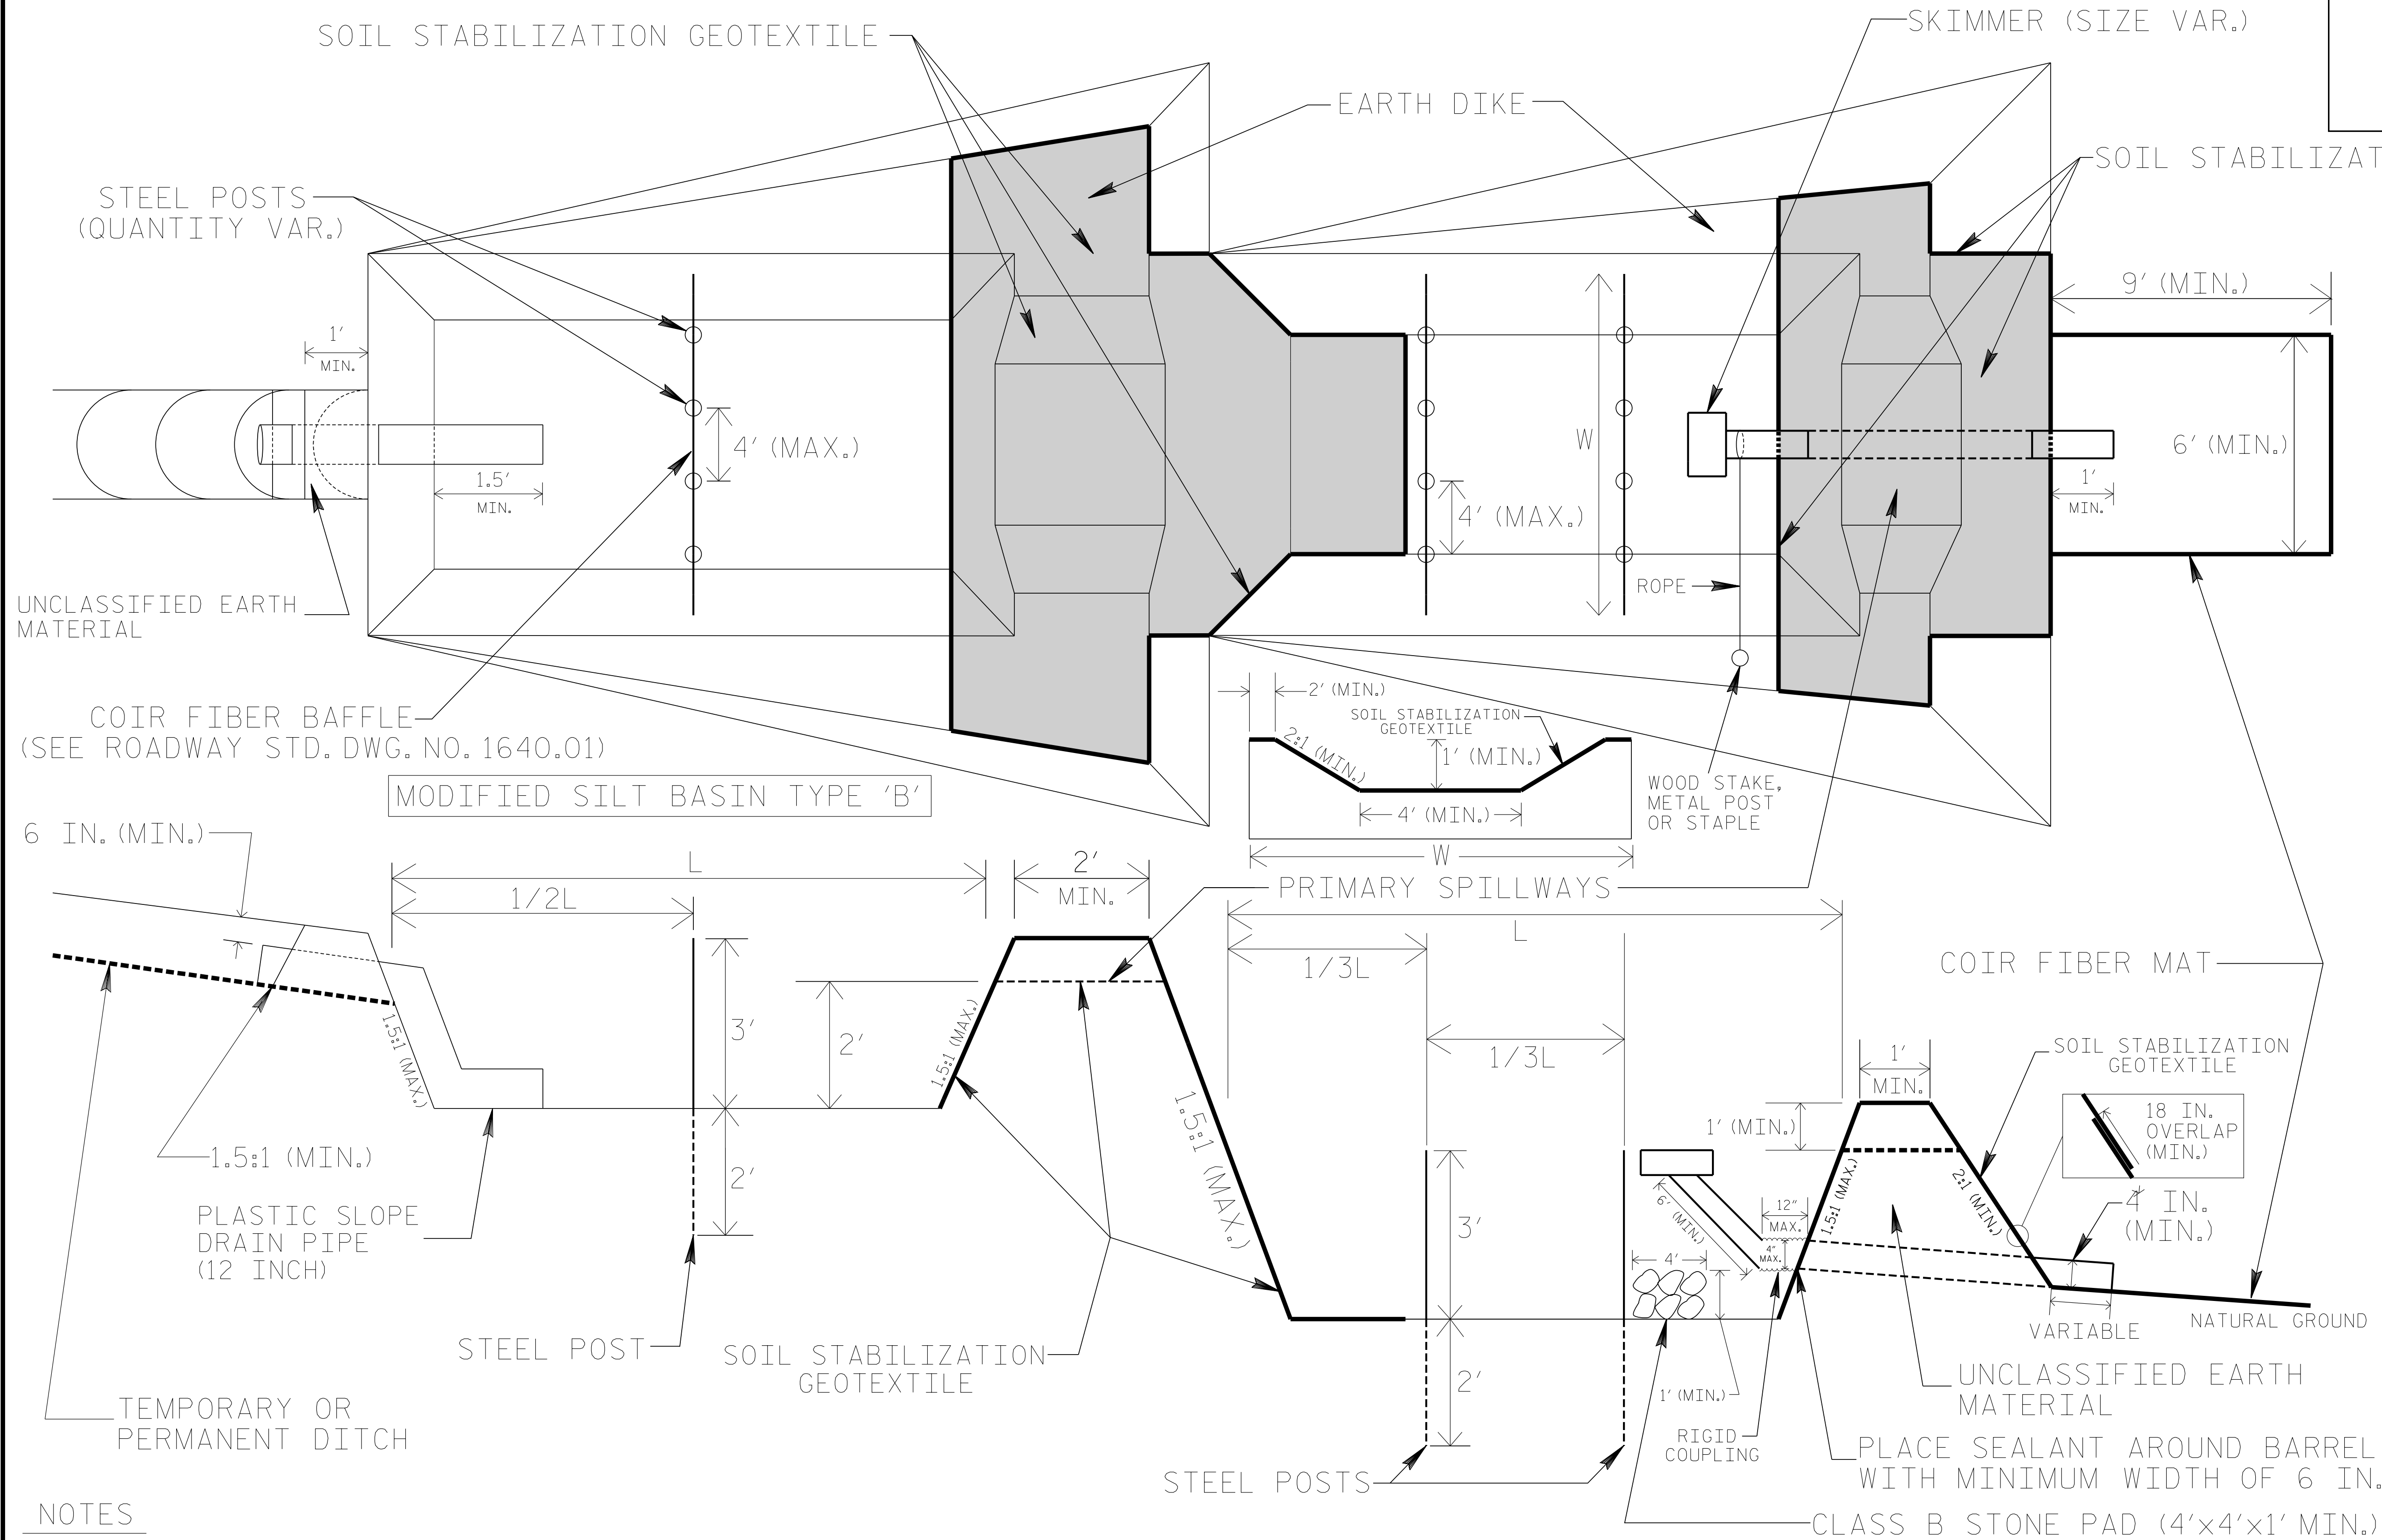 SOIL STABILIZATION GEOTEXTILE
SKIMMER (SIZE VAR.)
EARTH DIKE
SOIL STABILIZAT
STEEL POSTS
(QUANTITY VAR.)
9' (MIN.)
1'
MIN.
4' (MAX.)
W
6' (MIN.)
1.5'
MIN.
1'
MIN.
4' (MAX.)
ROPE
UNCLASSIFIED EARTH
MATERIAL
COIR FIBER BAFFLE
(SEE ROADWAY STD. DWG. NO. 1640.01)
2' (MIN.)
SOIL STABILIZATION
GEOTEXTILE
2:1 (MIN.)
1' (MIN.)
4' (MIN.)
W
WOOD STAKE,
METAL POST
OR STAPLE
MODIFIED SILT BASIN TYPE 'B'
6 IN. (MIN.)
L
2'
MIN.
1/2L
PRIMARY SPILLWAYS
L
1/3L
COIR FIBER MAT
1.5:1 (MAX.)
3'
2'
1.5:1 (MAX.)
1/3L
1'
MIN.
SOIL STABILIZATION
GEOTEXTILE
1' (MIN.)
18 IN.
OVERLAP
(MIN.)
1.5:1 (MIN.)
2'
1.5:1 (MAX.)
1.5:1 (MAX.)
2:1 (MIN.)
6' (MIN.)
12"
MAX.
4"
MAX.
4 IN.
(MIN.)
PLASTIC SLOPE
DRAIN PIPE
(12 INCH)
3'
4'
VARIABLE
NATURAL GROUND
STEEL POST
SOIL STABILIZATION
GEOTEXTILE
2'
1' (MIN.)
UNCLASSIFIED EARTH
MATERIAL
TEMPORARY OR
PERMANENT DITCH
RIGID
COUPLING
PLACE SEALANT AROUND BARREL
WITH MINIMUM WIDTH OF 6 IN.
STEEL POSTS
CLASS B STONE PAD (4'x4'x1' MIN.)
NOTES